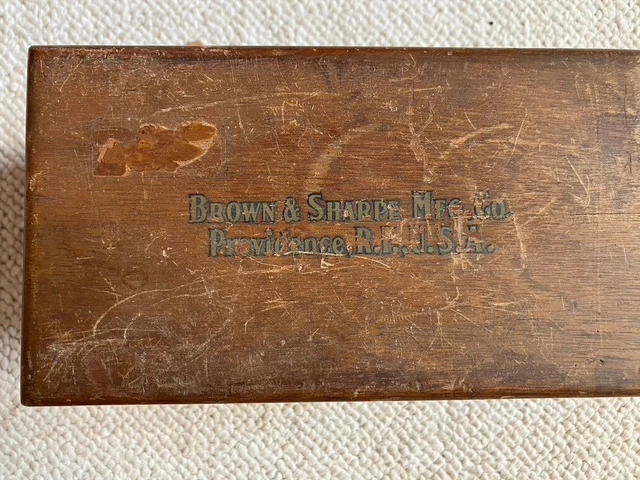 Brown & Sharpe Mfg. Co.
Providence, R.I., U.S.A.